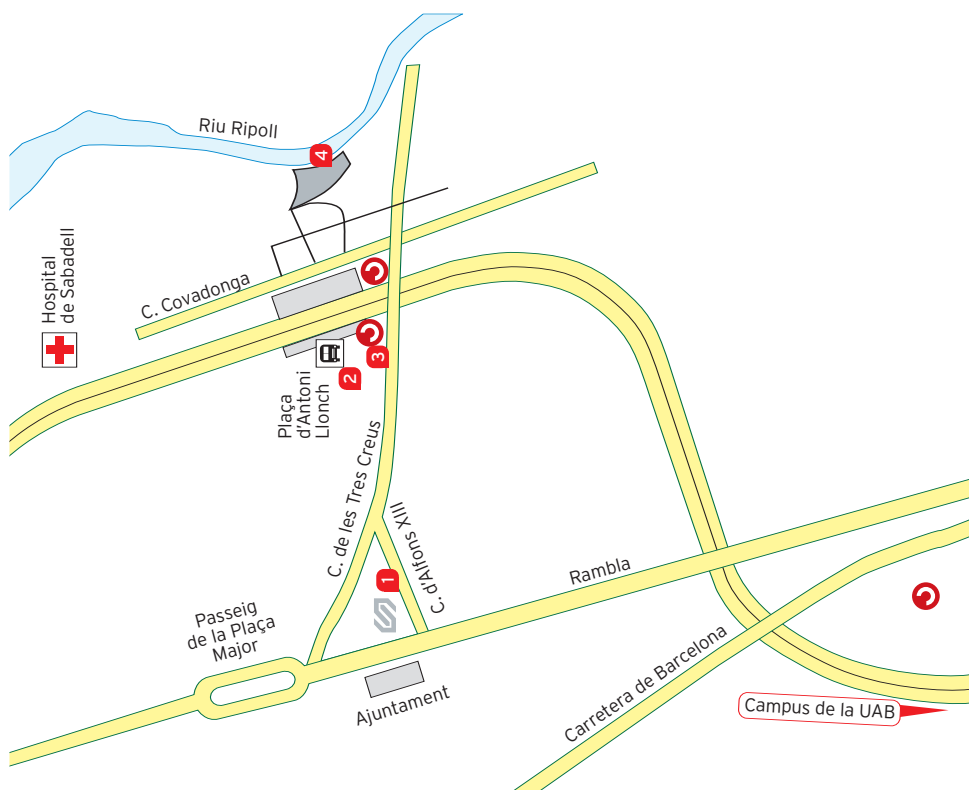 Riu Ripoll
4
Hospital
de Sabadell
C. Covadonga
3
2
Plaça
d'Antoni
Llonch
C. de les Tres Creus
C. d'Alfons XIII
1
Rambla
Passeig
de la Plaça
Major
Ajuntament
Carretera de Barcelona
Campus de la UAB